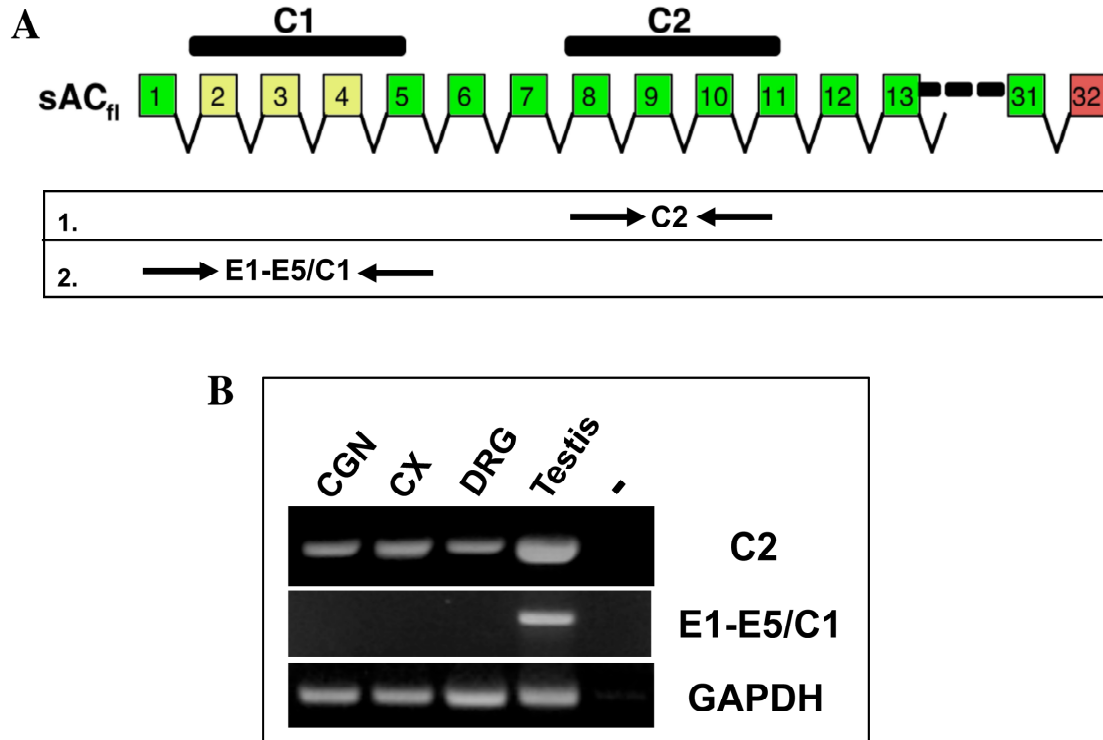 A
C1 C2
sACfl 1 2 3 4 5 6 7 8 9 10 11 12 13 31 32
1. C2
2. E1-E5/C1
B
CGN CX DRG Testis -
C2
E1-E5/C1
GAPDH